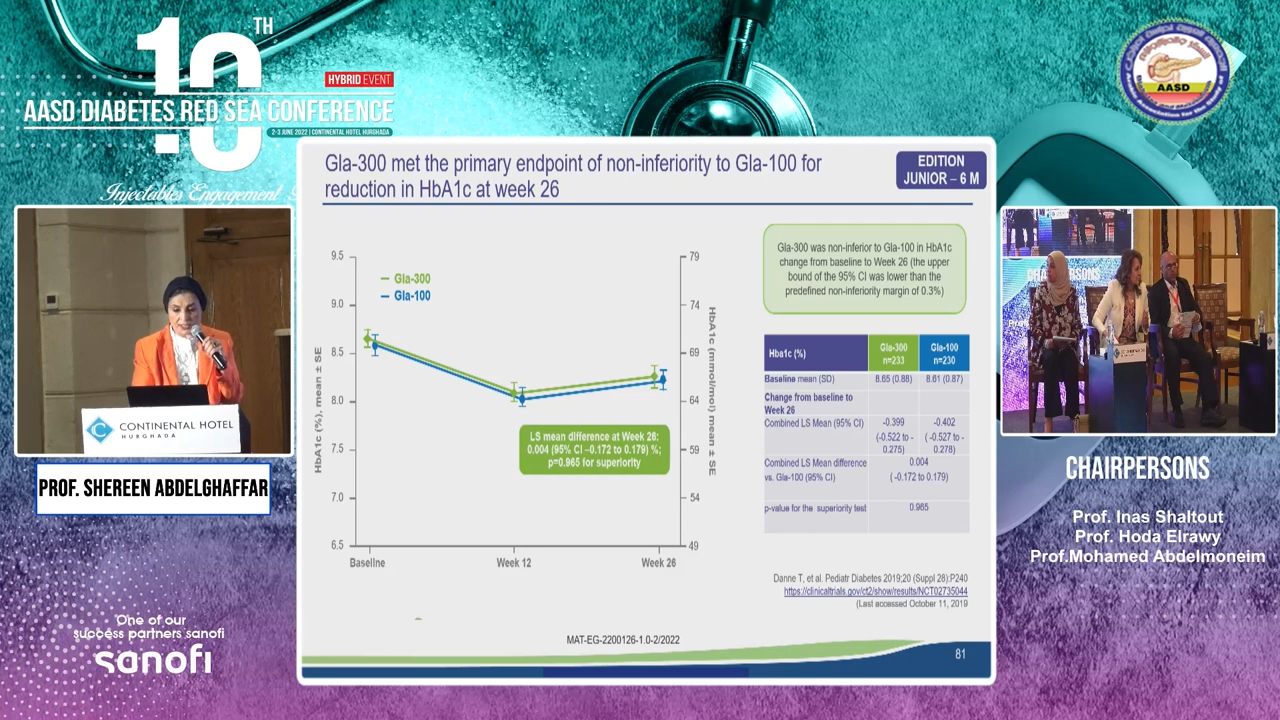 10TH
HYBRID EVENT
AASD DIABETES RED SEA CONFERENCE
2-3 JUNE 2022 | CONTINENTAL HOTEL HURGHADA
Injectables Engagement
AASD
Gla-300 met the primary endpoint of non-inferiority to Gla-100 for
reduction in HbA1c at week 26
EDITION
JUNIOR – 6 M
HbA1c (%), mean ± SE
9.5
9.0
8.5
8.0
7.5
7.0
6.5
Gla-300
Gla-100
LS mean difference at Week 26:
0.004 (95% CI –0.172 to 0.179) %;
p=0.965 for superiority
Baseline
Week 12
Week 26
79
74
69
64
59
54
49
HbA1c (mmol/mol) mean ± SE
Gla-300 was non-inferior to Gla-100 in HbA1c
change from baseline to Week 26 (the upper
bound of the 95% CI was lower than the
predefined non-inferiority margin of 0.3%)
Hba1c (%) Gla-300 n=233 Gla-100 n=230
Baseline mean (SD) 8.65 (0.88) 8.61 (0.87)
Change from baseline to
Week 26
Combined LS Mean (95% CI) -0.399 -0.402
(-0.522 to - ( -0.527 to -
0.275) 0.278)
Combined LS Mean difference 0.004
vs. Gla-100 (95% CI) ( -0.172 to 0.179)
p-value for the superiority test 0.965
Danne T, et al. Pediatr Diabetes 2019;20 (Suppl 28):P240
https://clinicaltrials.gov/ct2/show/results/NCT02735044
(Last accessed October 11, 2019
MAT-EG-2200126-1.0-2/2022
81
CONTINENTAL HOTEL
HURGHADA
PROF. SHEREEN ABDELGHAFFAR
One of our
success partners sanofi
sanofi
CHAIRPERSONS
Prof. Inas Shaltout
Prof. Hoda Elrawy
Prof.Mohamed Abdelmoneim